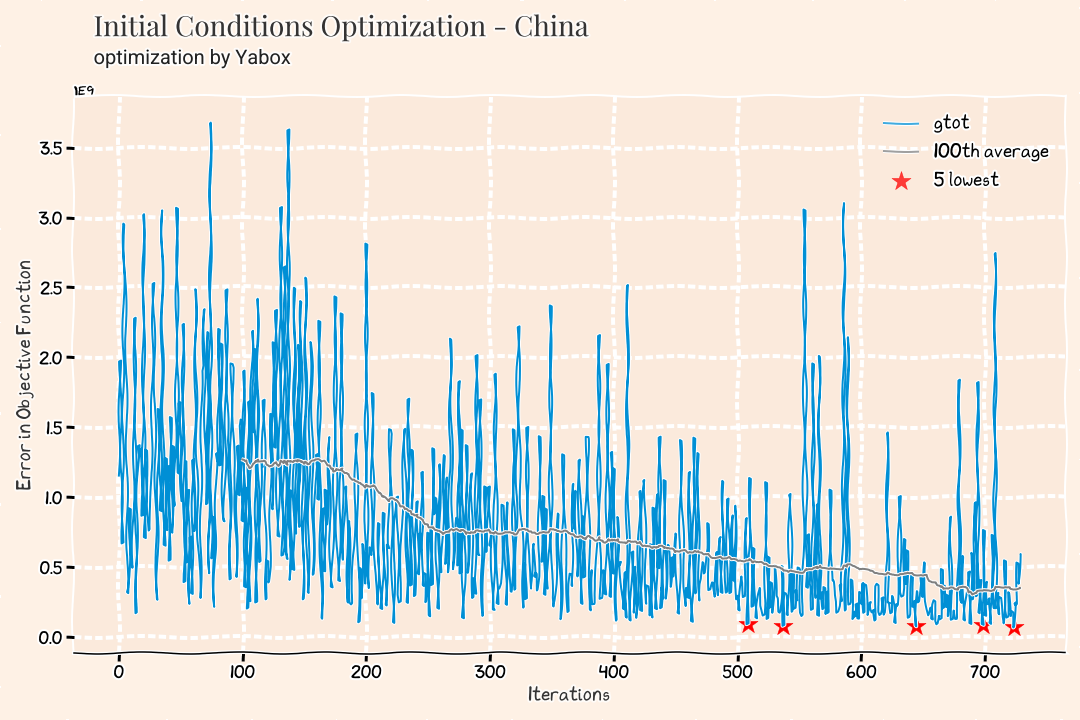 Initial Conditions Optimization - China
optimization by Yabox
1E9
gtot
100th average
5 lowest
3.5
3.0
2.5
2.0
1.5
1.0
0.5
0.0
Error in Objective Function
0 100 200 300 400 500 600 700
Iterations